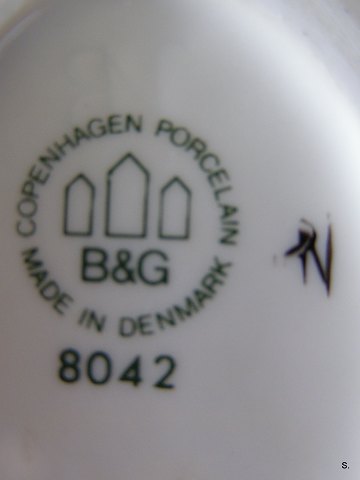 COPENHAGEN PORCELAIN
B&G
MADE IN DENMARK
8042
N
S.